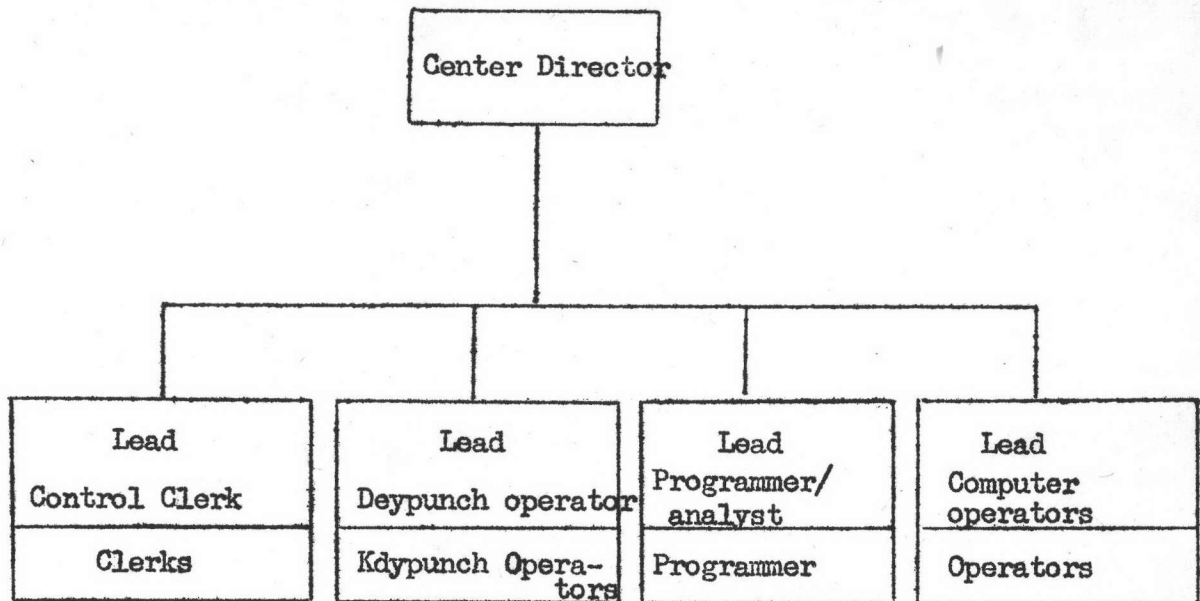 Center Director
Lead
Control Clerk
Clerks
Lead
Deypunch operator
Kdypunch Opera-
tors
Lead
Programmer/
analyst
Programmer
Lead
Computer
operators
Operators